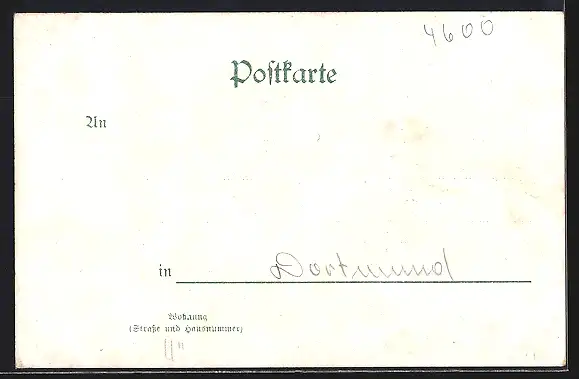 4600
Postkarte
An
in Dortmund
Wohnung
(Straße und Hausnummer)